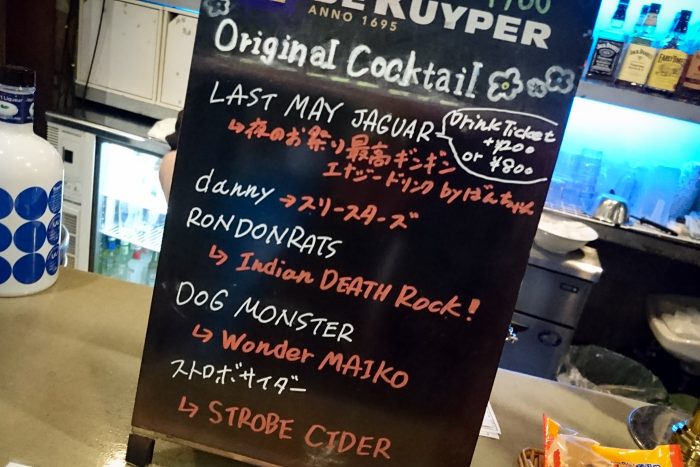 DE KUYPER
ANNO 1695
Original Cocktail
LAST MAY JAGUAR
Drink Ticket
+¥200
or ¥800
↳夜のお祭り最高ギンギン
エナジードリンク byばんちゃん
danny →スリースターズ
RONDONRATS
↳ Indian DEATH Rock!
DOG MONSTER
↳ Wonder MAIKO
ストロボサイダー
↳ STROBE CIDER